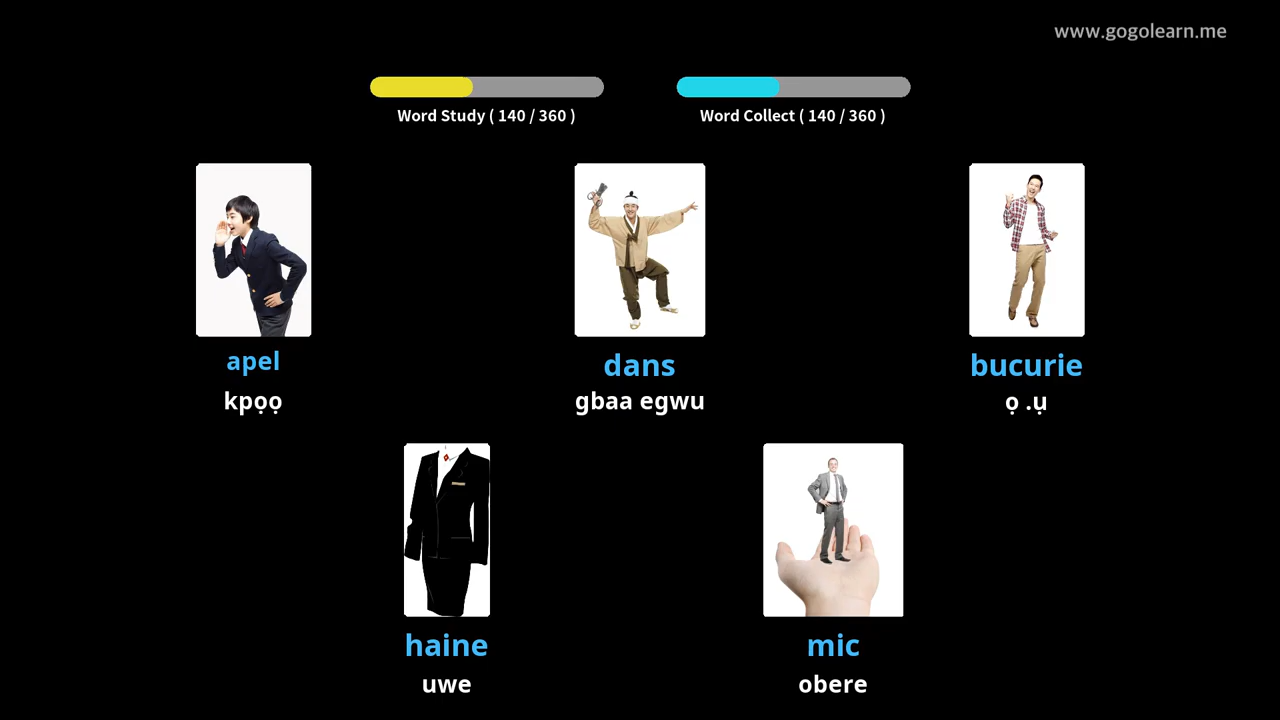 www.gogolearn.me
Word Study ( 140 / 360 )
Word Collect ( 140 / 360 )
apel
kpọọ
dans
gbaa egwu
bucurie
ọ .ụ
haine
uwe
mic
obere